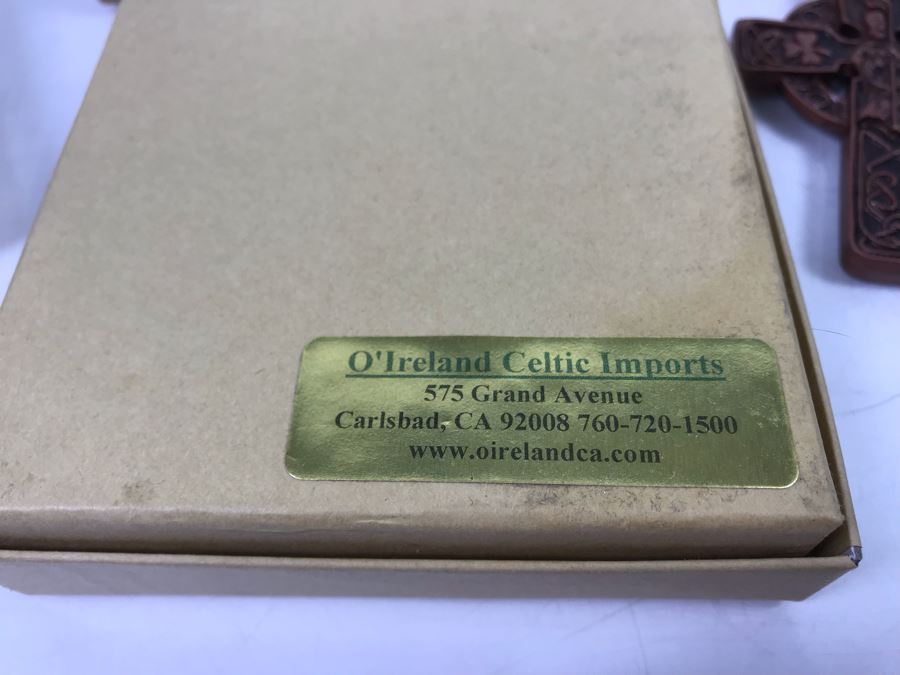 O'Ireland Celtic Imports
575 Grand Avenue
Carlsbad, CA 92008 760-720-1500
www.oirelandca.com